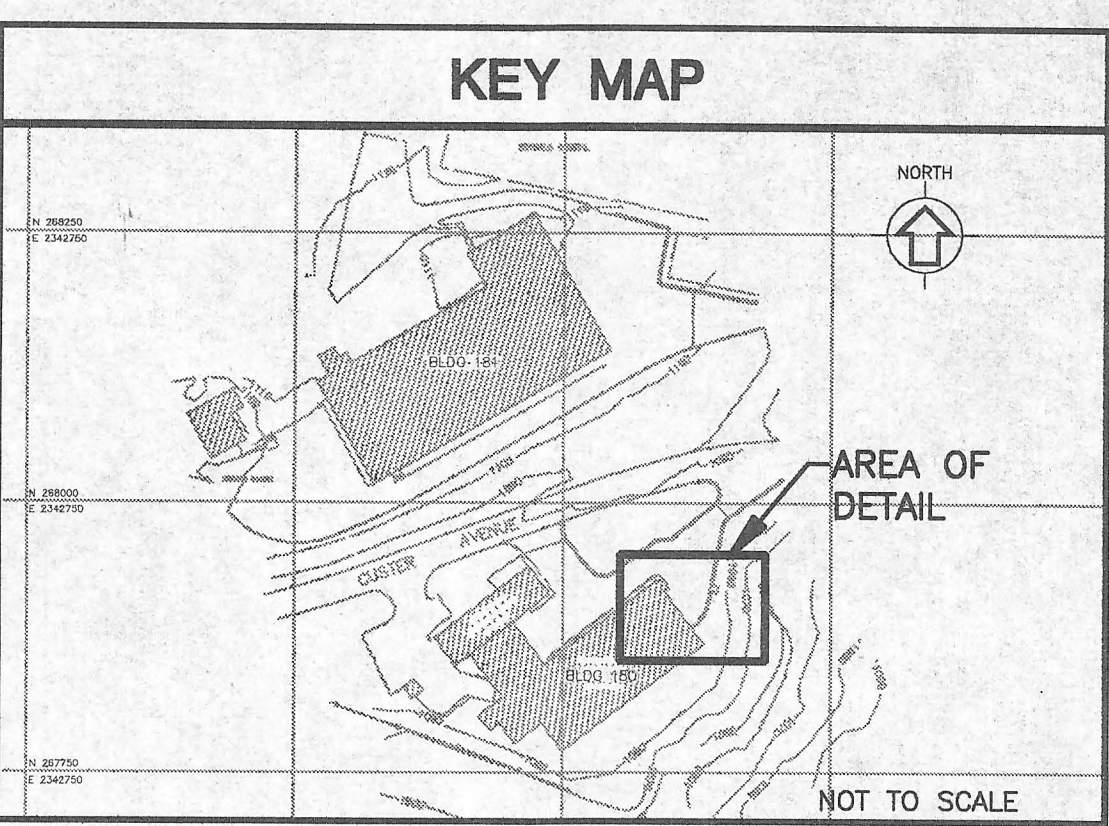 KEY MAP
NORTH
N 268250
E 2342750
BLDG 181
AREA OF
DETAIL
N 268000
E 2342750
CUSTER AVENUE
BLDG 180
N 267750
E 2342750
NOT TO SCALE